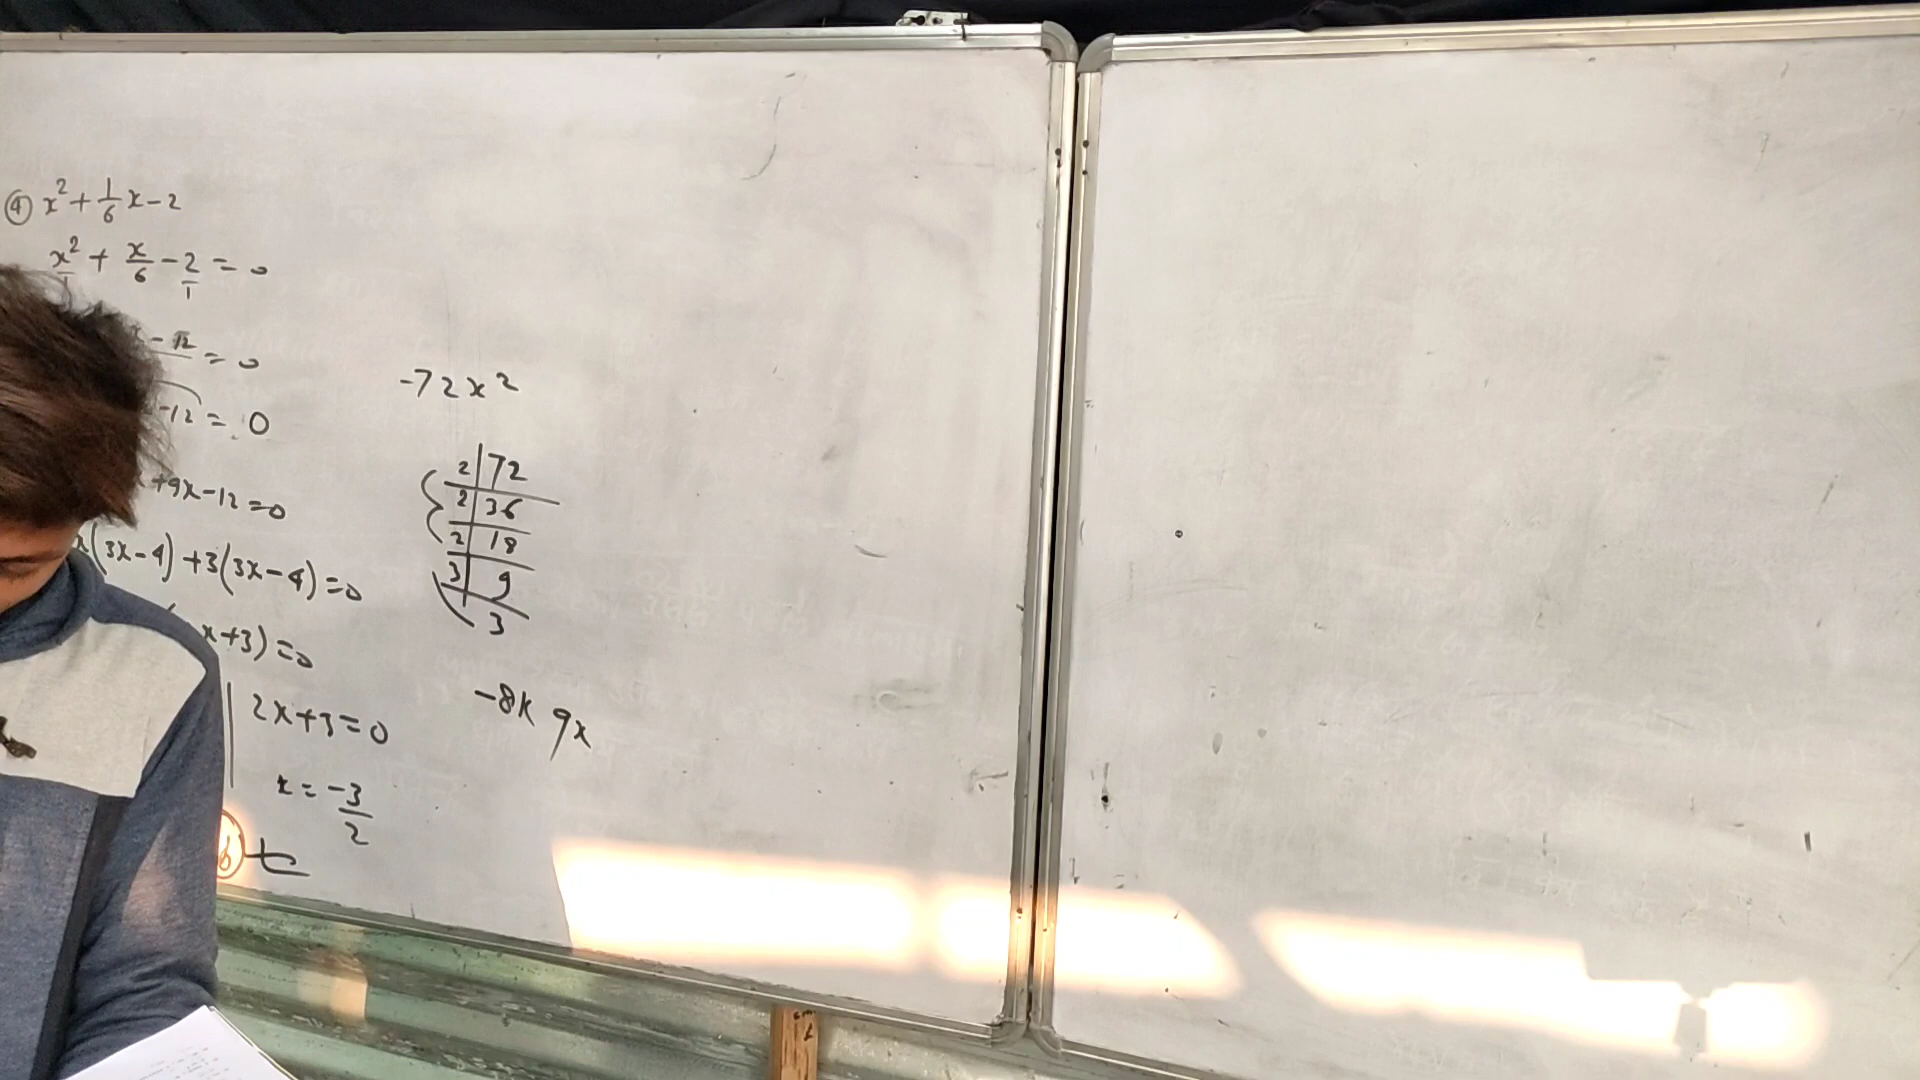 ④ x² + 1/6 x - 2
x²/1 + x/6 - 2/1 = 0
- 12 = 0
-12 = 0
+9x - 12 = 0
x(3x - 4) + 3(3x - 4) = 0
x + 3) = 0
2x + 3 = 0
x = -3/2
-72x²
2 | 72
2 | 36
2 | 18
3 | 9
3
-8x 9x